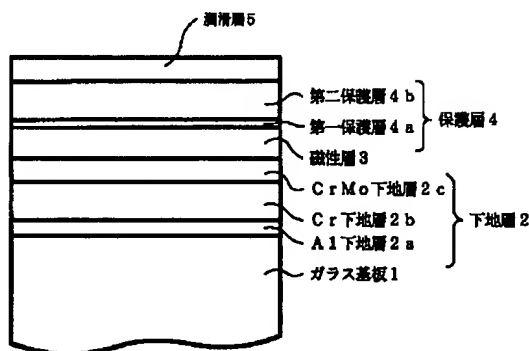 潤滑層5
第二保護層4b
第一保護層4a
保護層4
磁性層3
CrMo下地層2c
Cr下地層2b
下地層2
Al下地層2a
ガラス基板1